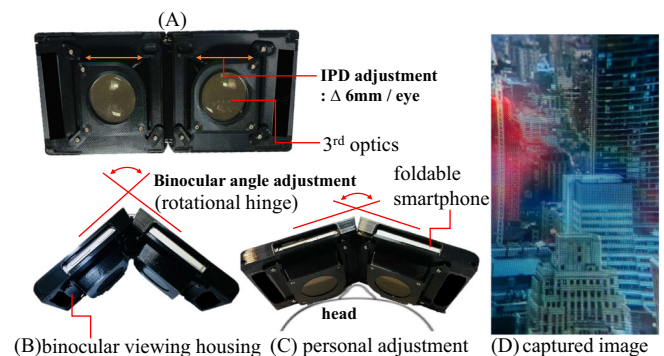 (A)
IPD adjustment
: Δ 6mm / eye
3rd optics
Binocular angle adjustment
(rotational hinge)
foldable
smartphone
head
(B) binocular viewing housing
(C) personal adjustment
(D) captured image